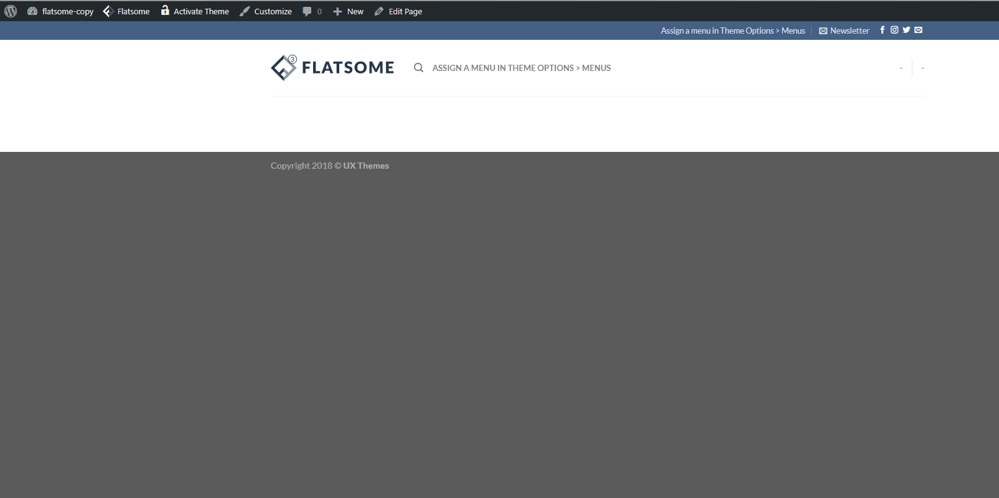 flatsome-copy Flatsome Activate Theme Customize 0 New Edit Page
Assign a menu in Theme Options > Menus Newsletter
3 FLATSOME ASSIGN A MENU IN THEME OPTIONS > MENUS - -
Copyright 2018 © UX Themes